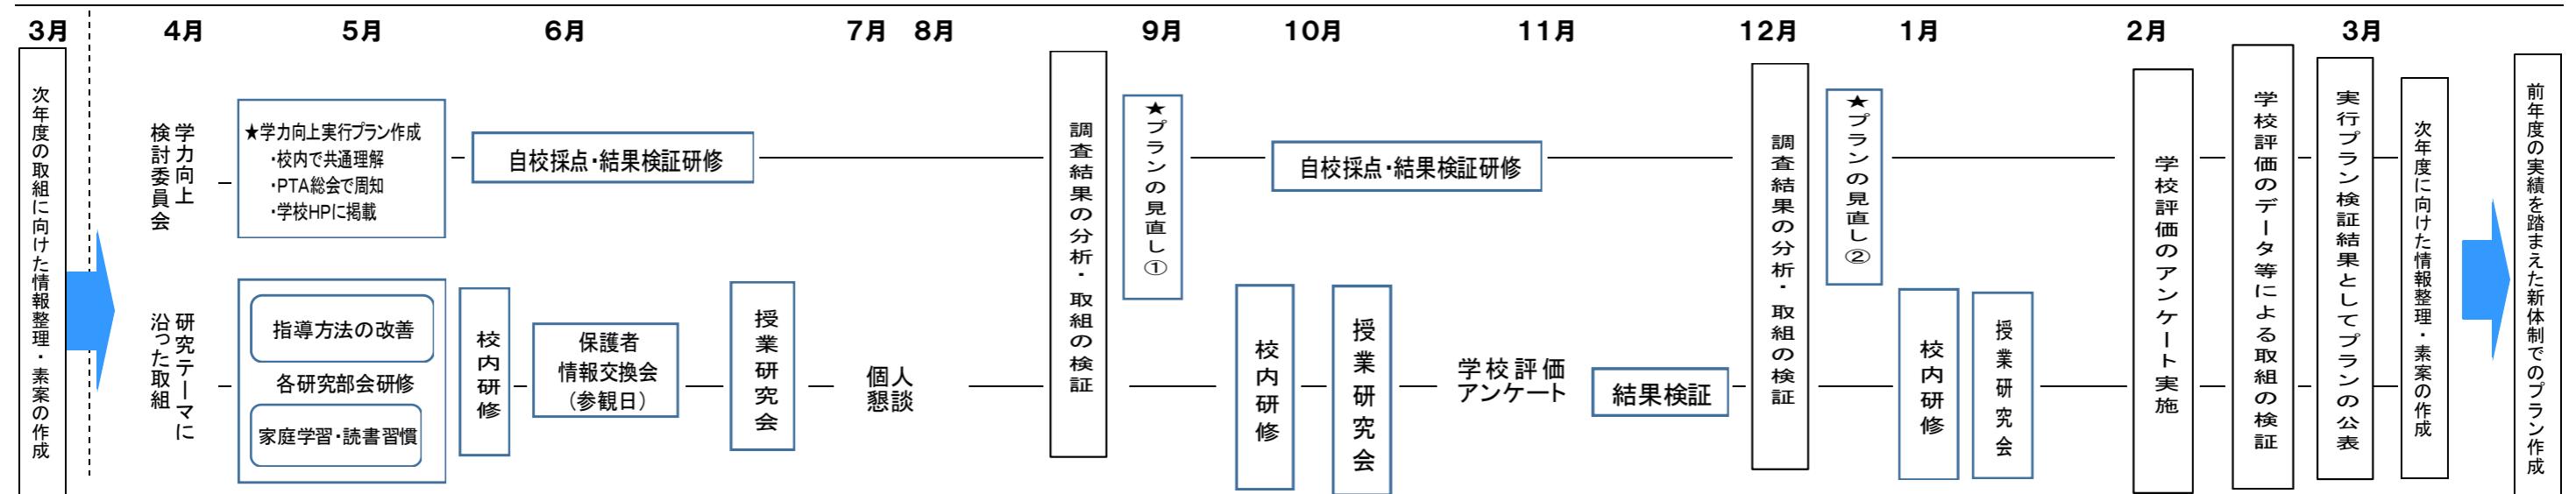 3月
4月
5月
6月
7月
8月
9月
10月
11月
12月
1月
2月
3月
次年度の取組に向けた情報整理・素案の作成
学力向上
検討委員会
★学力向上実行プラン作成
・校内で共通理解
・PTA総会で周知
・学校HPに掲載
自校採点・結果検証研修
調査結果の分析・取組の検証
★プランの見直し①
自校採点・結果検証研修
調査結果の分析・取組の検証
★プランの見直し②
学校評価のアンケート実施
学校評価のデータ等による取組の検証
実行プラン検証結果としてプランの公表
次年度に向けた情報整理・素案の作成
前年度の実績を踏まえた新体制でのプラン作成
研究テーマに
沿った取組
指導方法の改善
各研究部会研修
家庭学習・読書習慣
校内研修
保護者
情報交換会
（参観日）
授業研究会
個人
懇談
校内研修
授業研究会
学校評価
アンケート
結果検証
校内研修
授業研究会